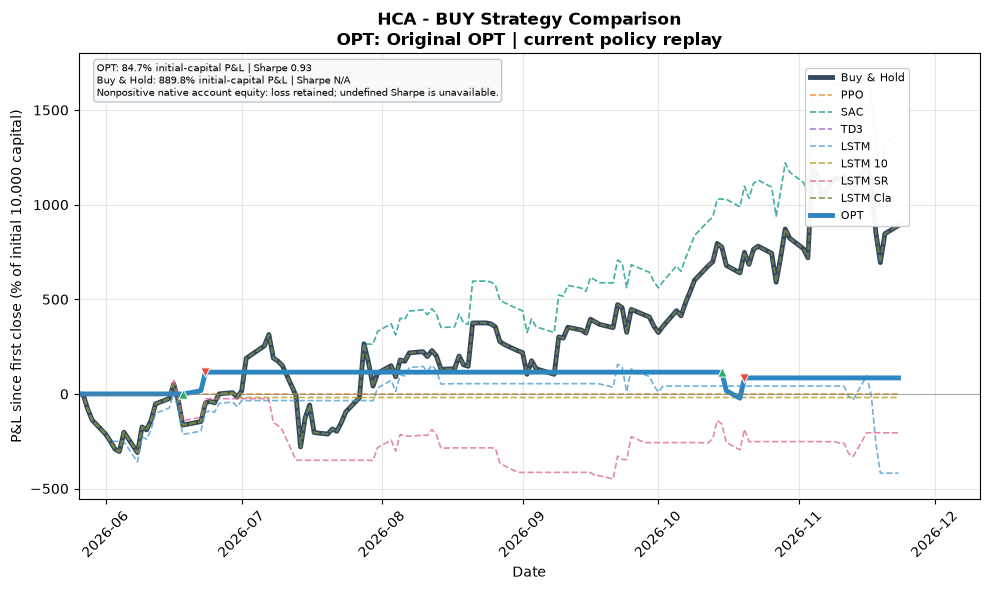 HCA - BUY Strategy Comparison
OPT: Original OPT | current policy replay
OPT: 84.7% initial-capital P&L | Sharpe 0.93
Buy & Hold: 889.8% initial-capital P&L | Sharpe N/A
Nonpositive native account equity: loss retained; undefined Sharpe is unavailable.
Buy & Hold
PPO
SAC
TD3
LSTM
LSTM 10
LSTM SR
LSTM Cla
OPT
P&L since first close (% of initial 10,000 capital)
1500
1000
500
0
−500
2026-06
2026-07
2026-08
2026-09
2026-10
2026-11
2026-12
Date